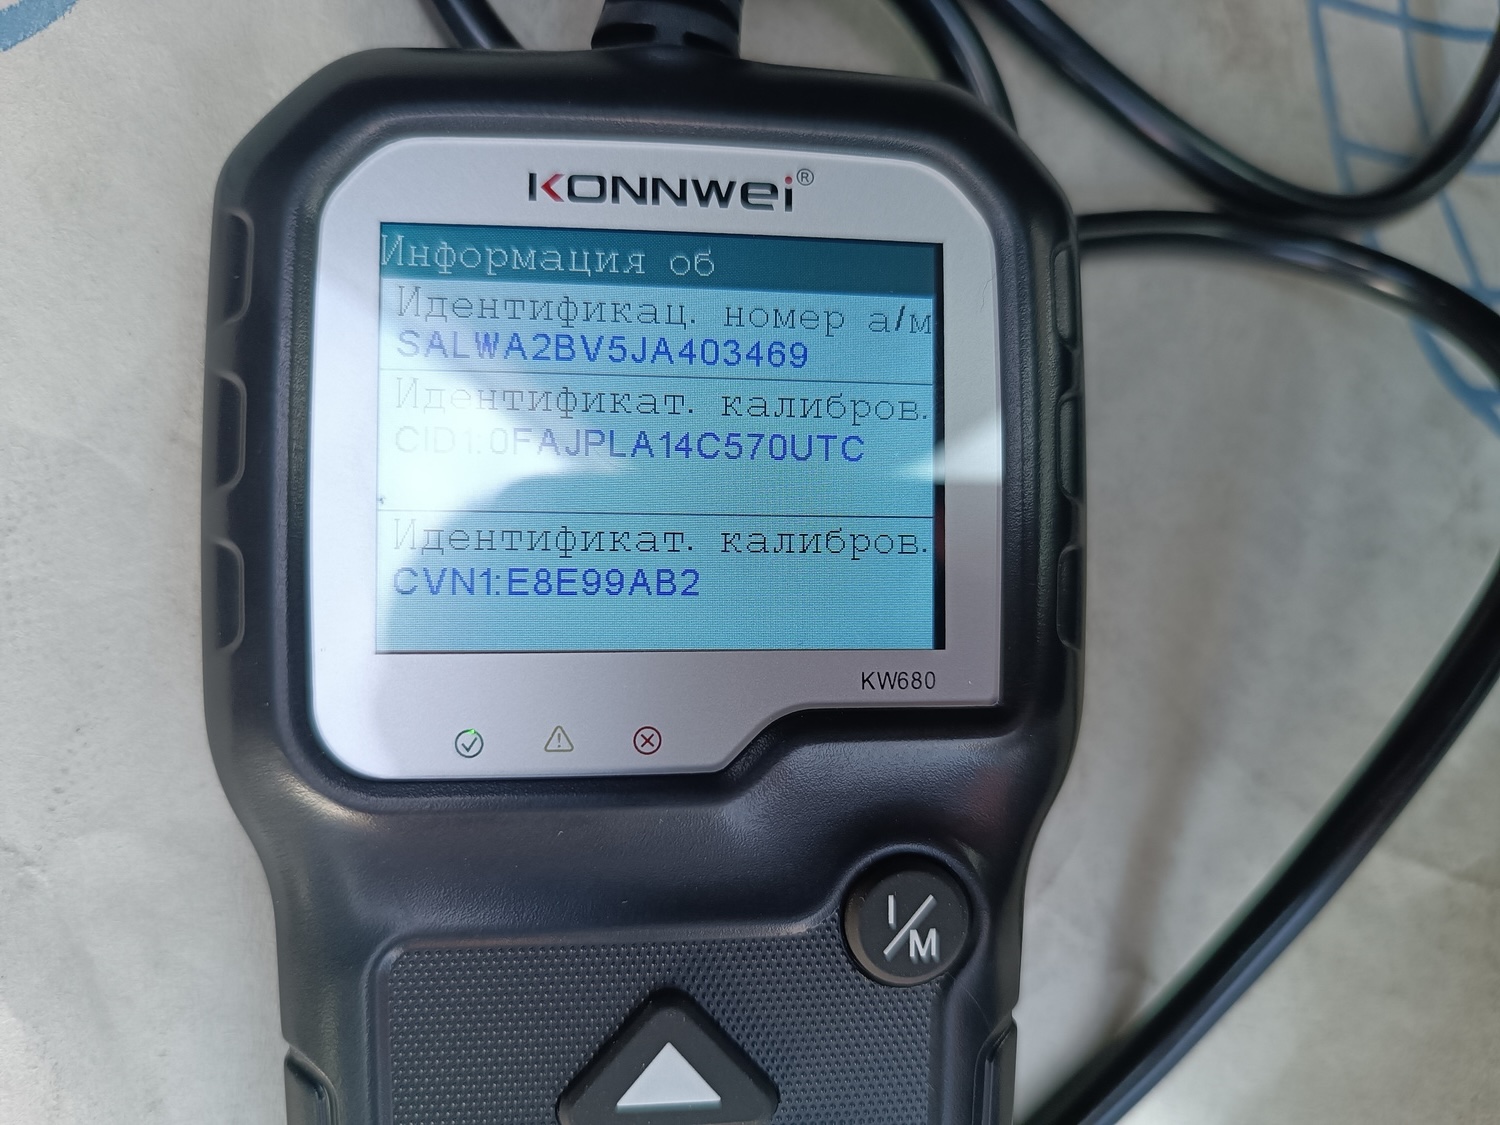 KONNWEI®
Информация об
Идентификац. номер а/м
SALWA2BV5JA403469
Идентификат. калибров.
CID1:0FAJPLA14C570UTC
Идентификат. калибров.
CVN1:E8E99AB2
KW680
I/M